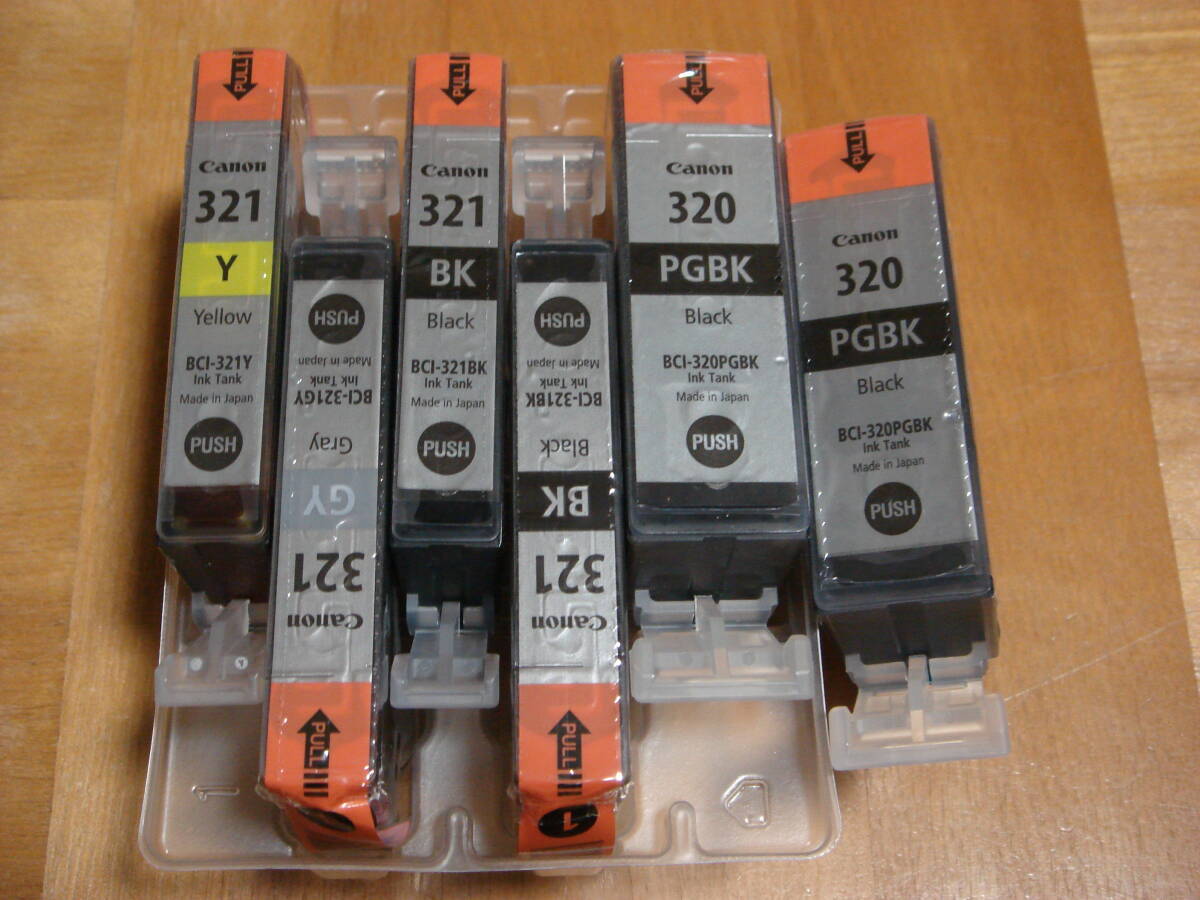 PULL
Canon
321
Y
Yellow
BCI-321Y
Ink Tank
Made in Japan
PUSH
PULL
Canon
321
GY
Gray
BCI-321GY
Ink Tank
Made in Japan
PUSH
PULL
Canon
321
BK
Black
BCI-321BK
Ink Tank
Made in Japan
PUSH
PULL
Canon
321
BK
Black
BCI-321BK
Ink Tank
Made in Japan
PUSH
PULL
Canon
320
PGBK
Black
BCI-320PGBK
Ink Tank
Made in Japan
PUSH
PULL
Canon
320
PGBK
Black
BCI-320PGBK
Ink Tank
Made in Japan
PUSH
1